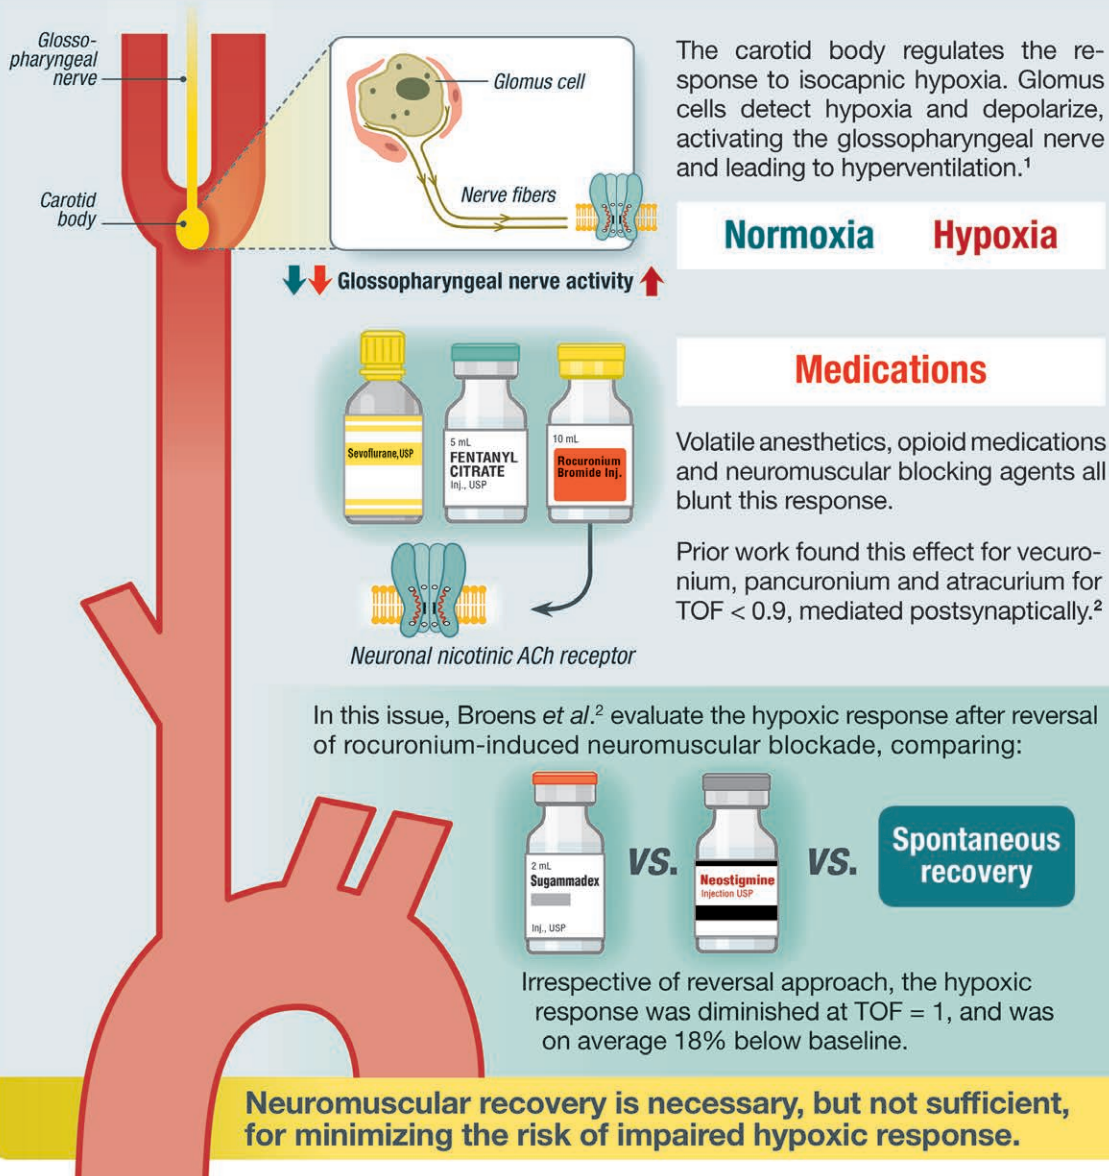 Glosso-
pharyngeal
nerve
Carotid
body
Glomus cell
Nerve fibers
Glossopharyngeal nerve activity
The carotid body regulates the re-
sponse to isocapnic hypoxia. Glomus
cells detect hypoxia and depolarize,
activating the glossopharyngeal nerve
and leading to hyperventilation.¹
Normoxia Hypoxia
Medications
Sevoflurane, USP
5 mL
FENTANYL
CITRATE
Inj., USP
10 mL
Rocuronium
Bromide Inj.
Volatile anesthetics, opioid medications
and neuromuscular blocking agents all
blunt this response.
Prior work found this effect for vecuro-
nium, pancuronium and atracurium for
TOF < 0.9, mediated postsynaptically.²
Neuronal nicotinic ACh receptor
In this issue, Broens et al.² evaluate the hypoxic response after reversal
of rocuronium-induced neuromuscular blockade, comparing:
2 mL
Sugammadex
Inj., USP
VS.
Neostigmine
Injection USP
VS.
Spontaneous
recovery
Irrespective of reversal approach, the hypoxic
response was diminished at TOF = 1, and was
on average 18% below baseline.
Neuromuscular recovery is necessary, but not sufficient,
for minimizing the risk of impaired hypoxic response.